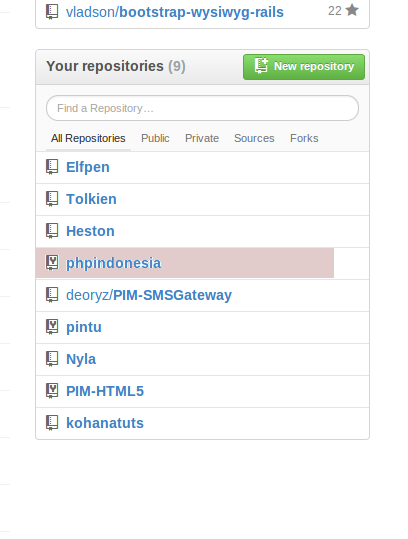 vladson/bootstrap-wysiwyg-rails 22
Your repositories (9) New repository
Find a Repository...
All Repositories Public Private Sources Forks
Elfpen
Tolkien
Heston
phpindonesia
deoryz/PIM-SMSGateway
pintu
Nyla
PIM-HTML5
kohanatuts